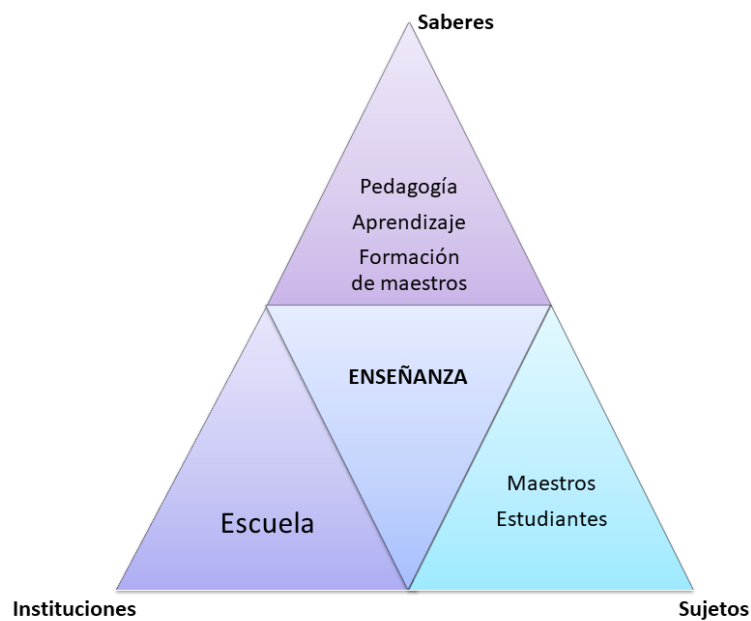 Saberes
Pedagogía
Aprendizaje
Formación
de maestros
ENSEÑANZA
Escuela
Maestros
Estudiantes
Instituciones
Sujetos